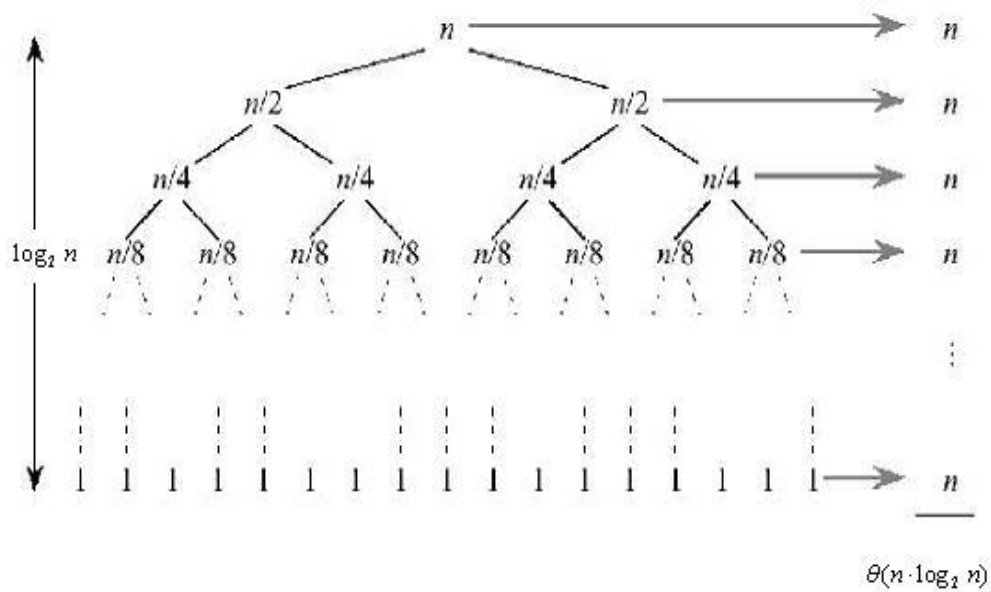 n n
n/2 n/2 n
n/4 n/4 n/4 n/4 n
log₂ n n/8 n/8 n/8 n/8 n/8 n/8 n/8 n/8 n
⋮
1 1 1 1 1 1 1 1 1 1 1 1 1 1 1 1 1 n
θ(n·log₂ n)